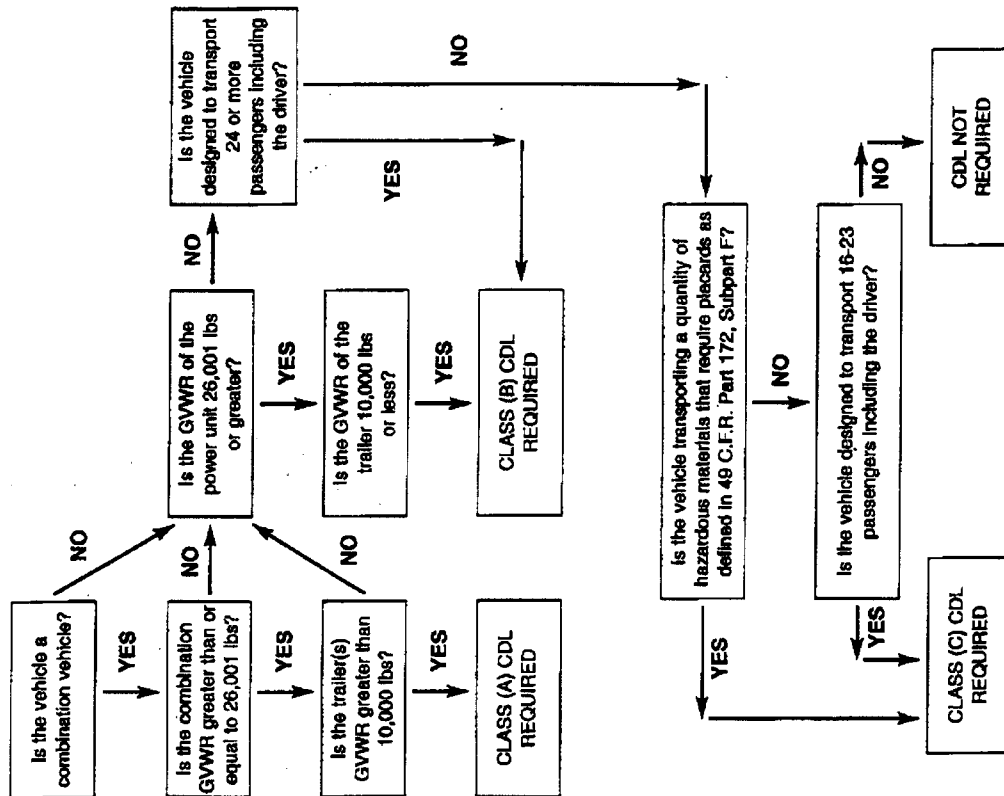 Is the vehicle a
combination vehicle?
NO
YES
Is the combination
GVWR greater than or
equal to 26,001 lbs?
NO
YES
Is the trailer(s)
GVWR greater than
10,000 lbs?
NO
YES
CLASS (A) CDL
REQUIRED
Is the GVWR of the
power unit 26,001 lbs
or greater?
NO
YES
Is the GVWR of the
trailer 10,000 lbs
or less?
YES
CLASS (B) CDL
REQUIRED
Is the vehicle
designed to transport
24 or more
passengers including
the driver?
YES
NO
Is the vehicle transporting a quantity of
hazardous materials that require placards as
defined in 49 C.F.R. Part 172, Subpart F?
YES
NO
Is the vehicle designed to transport 16-23
passengers including the driver?
YES
NO
CLASS (C) CDL
REQUIRED
CDL NOT
REQUIRED